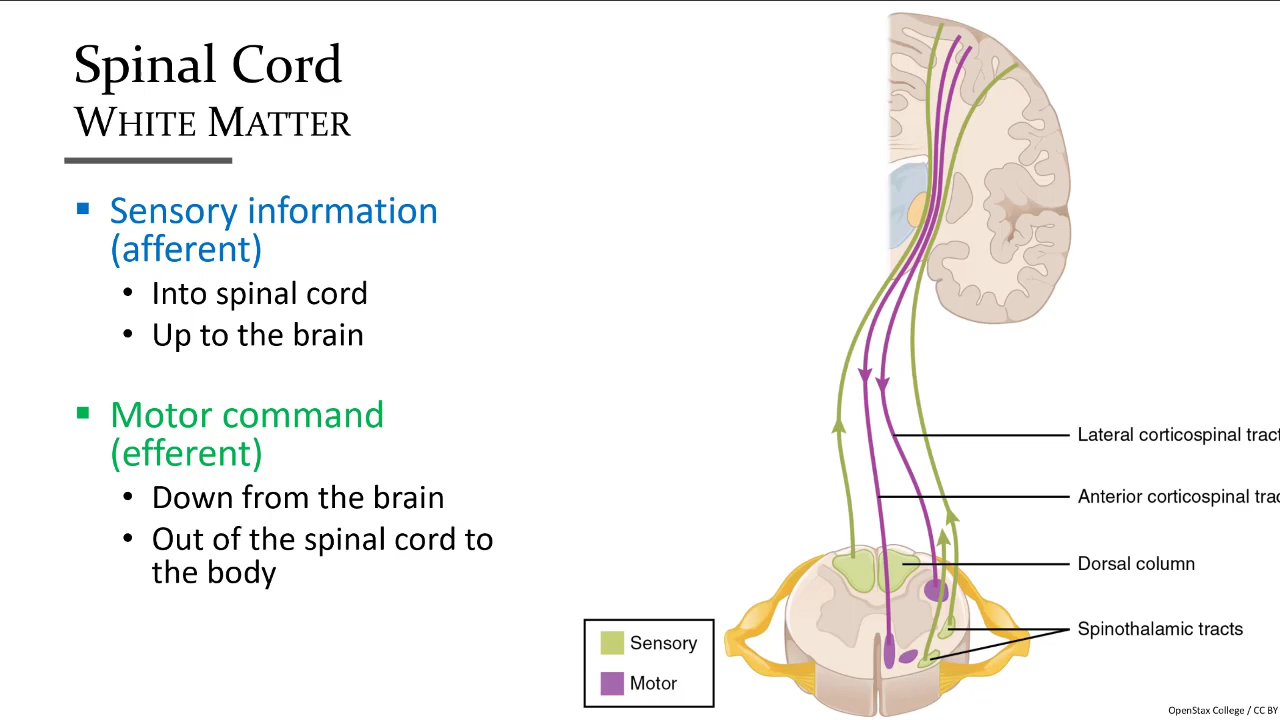 Spinal Cord
WHITE MATTER
▪ Sensory information
(afferent)
• Into spinal cord
• Up to the brain
▪ Motor command
(efferent)
• Down from the brain
• Out of the spinal cord to
the body
Lateral corticospinal tract
Anterior corticospinal trac
Dorsal column
Spinothalamic tracts
Sensory
Motor
OpenStax College / CC BY